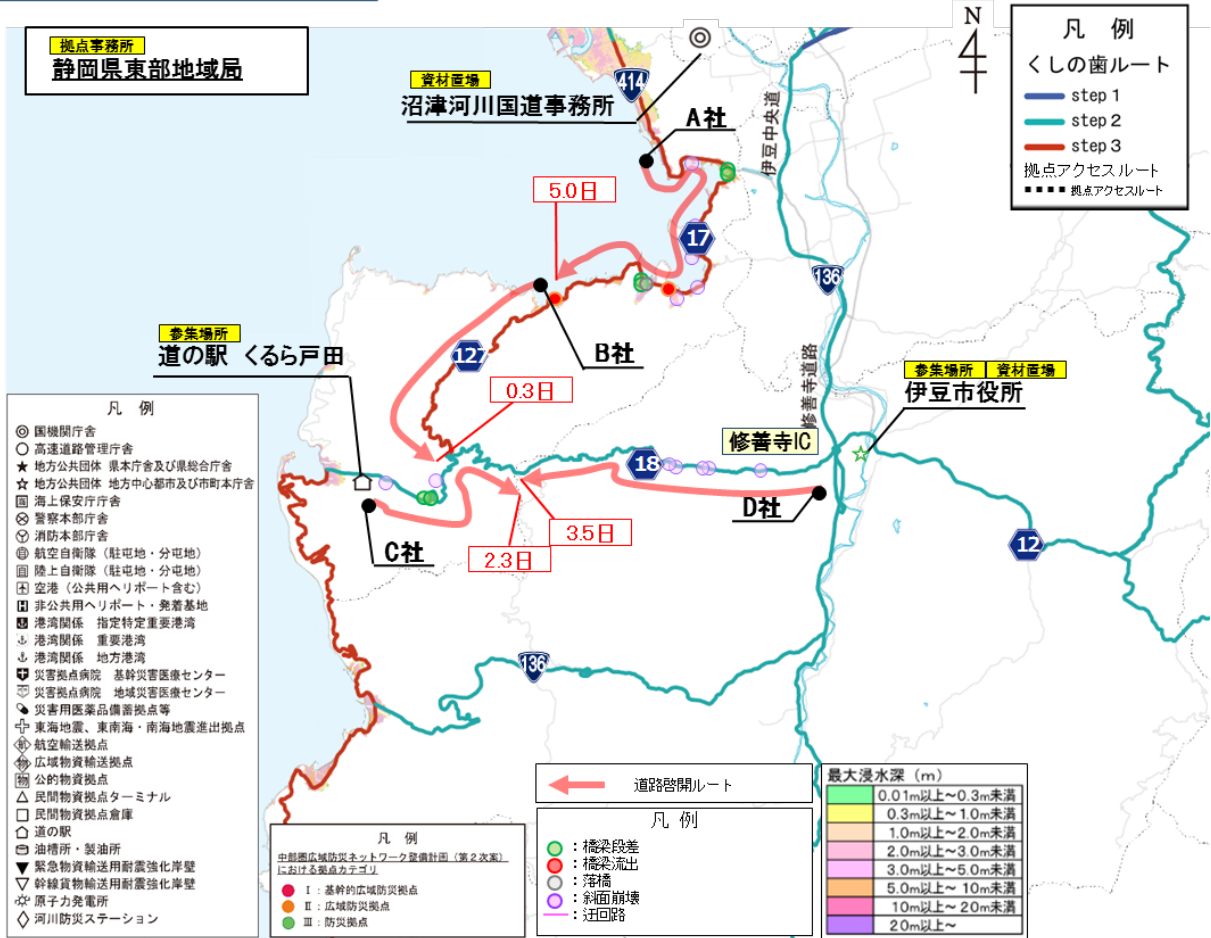 拠点事務所
静岡県東部地域局
資材置場
沼津河川国道事務所
414
A社
伊豆中央道
N
凡 例
くしの歯ルート
step 1
step 2
step 3
拠点アクセスルート
拠点アクセスルート
5.0日
17
136
B社
127
参集場所
道の駅 くるら戸田
0.3日
修善寺道路
参集場所 資材置場
伊豆市役所
修善寺IC
18
D社
C社
3.5日
2.3日
12
136
凡 例
国機関庁舎
高速道路管理庁舎
地方公共団体 県本庁舎及び県総合庁舎
地方公共団体 地方中心都市及び市町本庁舎
海上保安庁庁舎
警察本部庁舎
消防本部庁舎
航空自衛隊（駐屯地・分屯地）
陸上自衛隊（駐屯地・分屯地）
空港（公共用ヘリポート含む）
非公共用ヘリポート・発着基地
港湾関係 指定特定重要港湾
港湾関係 重要港湾
港湾関係 地方港湾
災害拠点病院 基幹災害医療センター
災害拠点病院 地域災害医療センター
災害用医薬品備蓄拠点等
東海地震、東南海・南海地震進出拠点
航空輸送拠点
広域物資輸送拠点
公的物資拠点
民間物資拠点ターミナル
民間物資拠点倉庫
道の駅
油槽所・製油所
緊急物資輸送用耐震強化岸壁
幹線貨物輸送用耐震強化岸壁
原子力発電所
河川防災ステーション
凡 例
中部圏広域防災ネットワーク整備計画（第２次案）
における拠点カテゴリ
Ⅰ：基幹的広域防災拠点
Ⅱ：広域防災拠点
Ⅲ：防災拠点
道路啓開ルート
凡 例
：橋梁段差
：橋梁流出
：落橋
：斜面崩壊
：迂回路
最大浸水深（m）
0.01m以上～0.3m未満
0.3m以上～1.0m未満
1.0m以上～2.0m未満
2.0m以上～3.0m未満
3.0m以上～5.0m未満
5.0m以上～10m未満
10m以上～20m未満
20m以上～